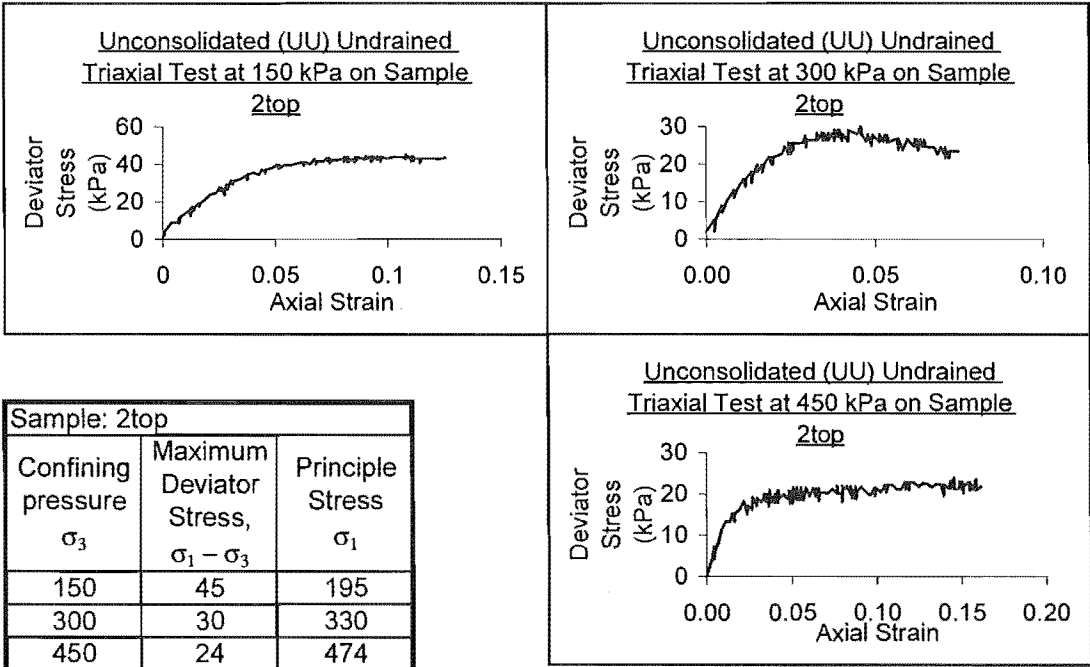 Unconsolidated (UU) Undrained
Triaxial Test at 150 kPa on Sample
2top
Deviator
Stress
(kPa)
60
40
20
0
0 0.05 0.1 0.15
Axial Strain
Unconsolidated (UU) Undrained
Triaxial Test at 300 kPa on Sample
2top
Deviator
Stress
(kPa)
30
20
10
0
0.00 0.05 0.10
Axial Strain
Sample: 2top
Confining pressure σ₃
Maximum Deviator Stress, σ₁ – σ₃
Principle Stress σ₁
150 45 195
300 30 330
450 24 474
Unconsolidated (UU) Undrained
Triaxial Test at 450 kPa on Sample
2top
Deviator
Stress
(kPa)
30
20
10
0
0.00 0.05 0.10 0.15 0.20
Axial Strain